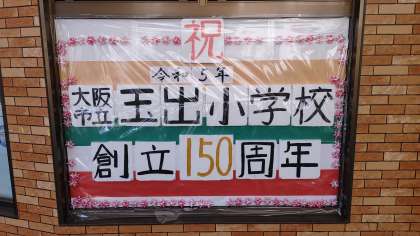 祝
令和5年
大阪市立玉出小学校
創立150周年